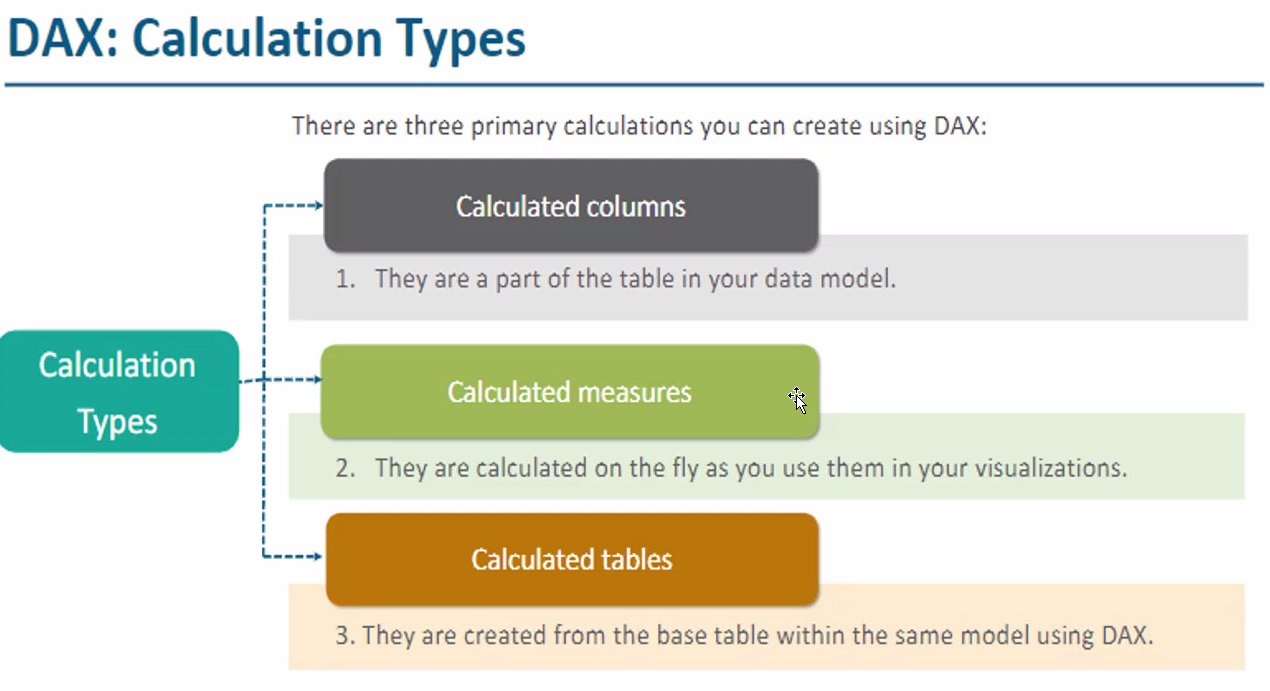 DAX: Calculation Types
There are three primary calculations you can create using DAX:
Calculated columns
1. They are a part of the table in your data model.
Calculation
Types
Calculated measures
2. They are calculated on the fly as you use them in your visualizations.
Calculated tables
3. They are created from the base table within the same model using DAX.